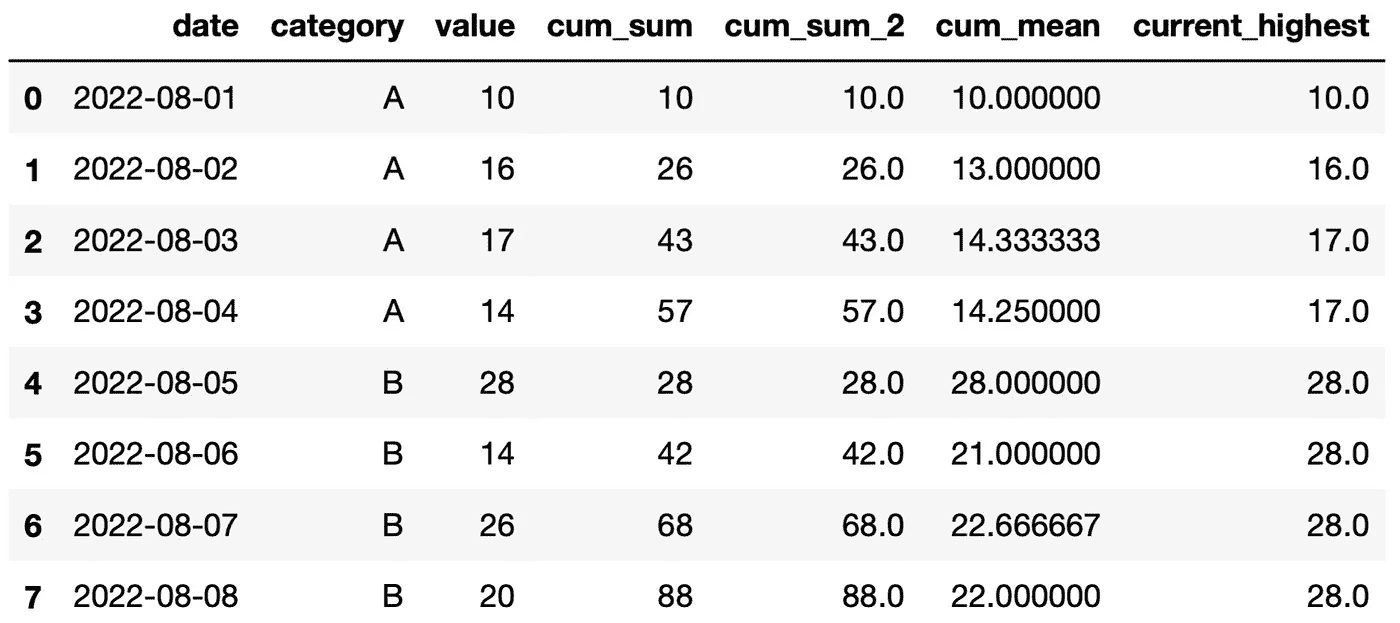 date category value cum_sum cum_sum_2 cum_mean current_highest
0 2022-08-01 A 10 10 10.0 10.000000 10.0
1 2022-08-02 A 16 26 26.0 13.000000 16.0
2 2022-08-03 A 17 43 43.0 14.333333 17.0
3 2022-08-04 A 14 57 57.0 14.250000 17.0
4 2022-08-05 B 28 28 28.0 28.000000 28.0
5 2022-08-06 B 14 42 42.0 21.000000 28.0
6 2022-08-07 B 26 68 68.0 22.666667 28.0
7 2022-08-08 B 20 88 88.0 22.000000 28.0